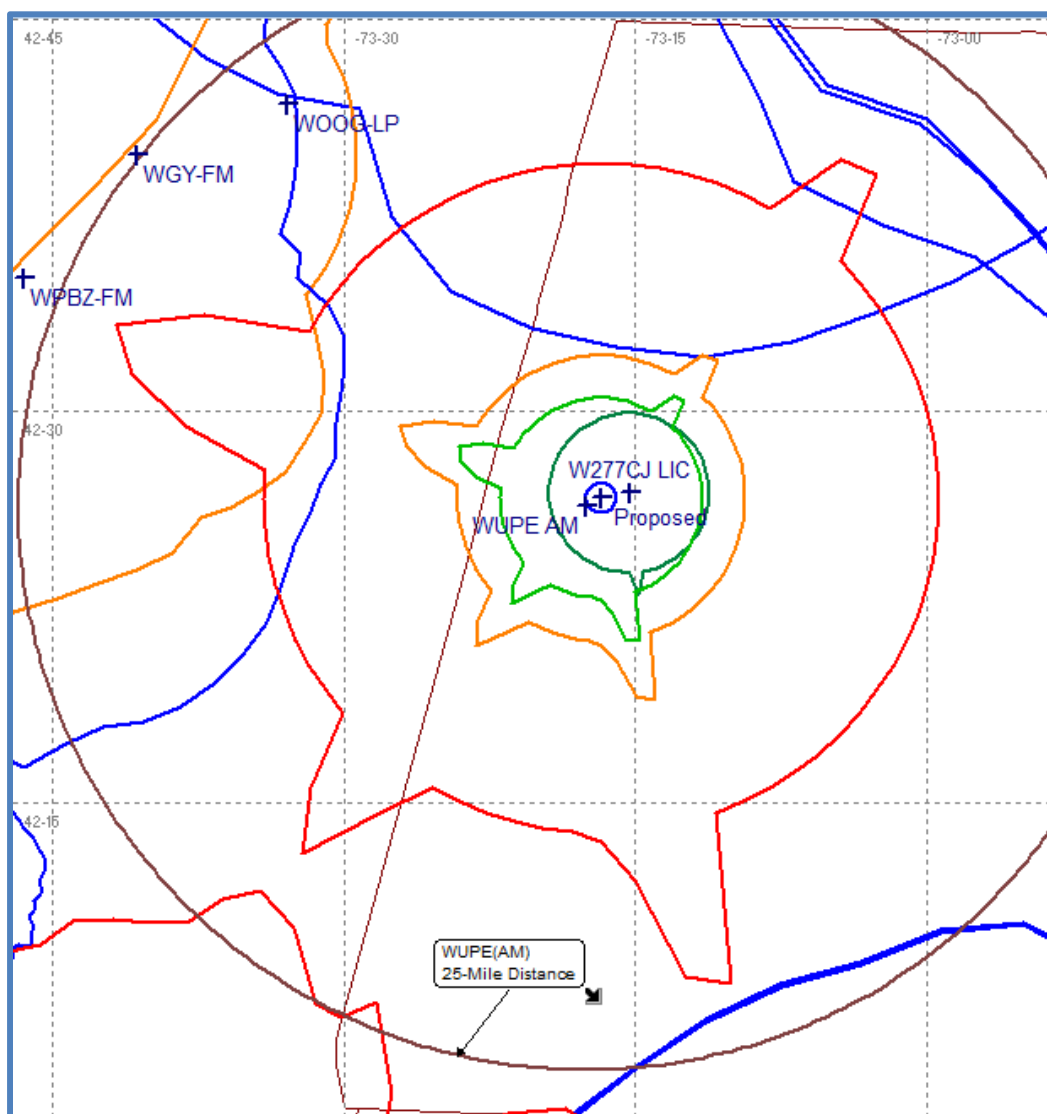 42-45
-73-30
-73-15
-73-00
WOOG-LP
WGY-FM
WPBZ-FM
42-30
W277CJ LIC
WUPE AM
Proposed
42-15
WUPE(AM)
25-Mile Distance